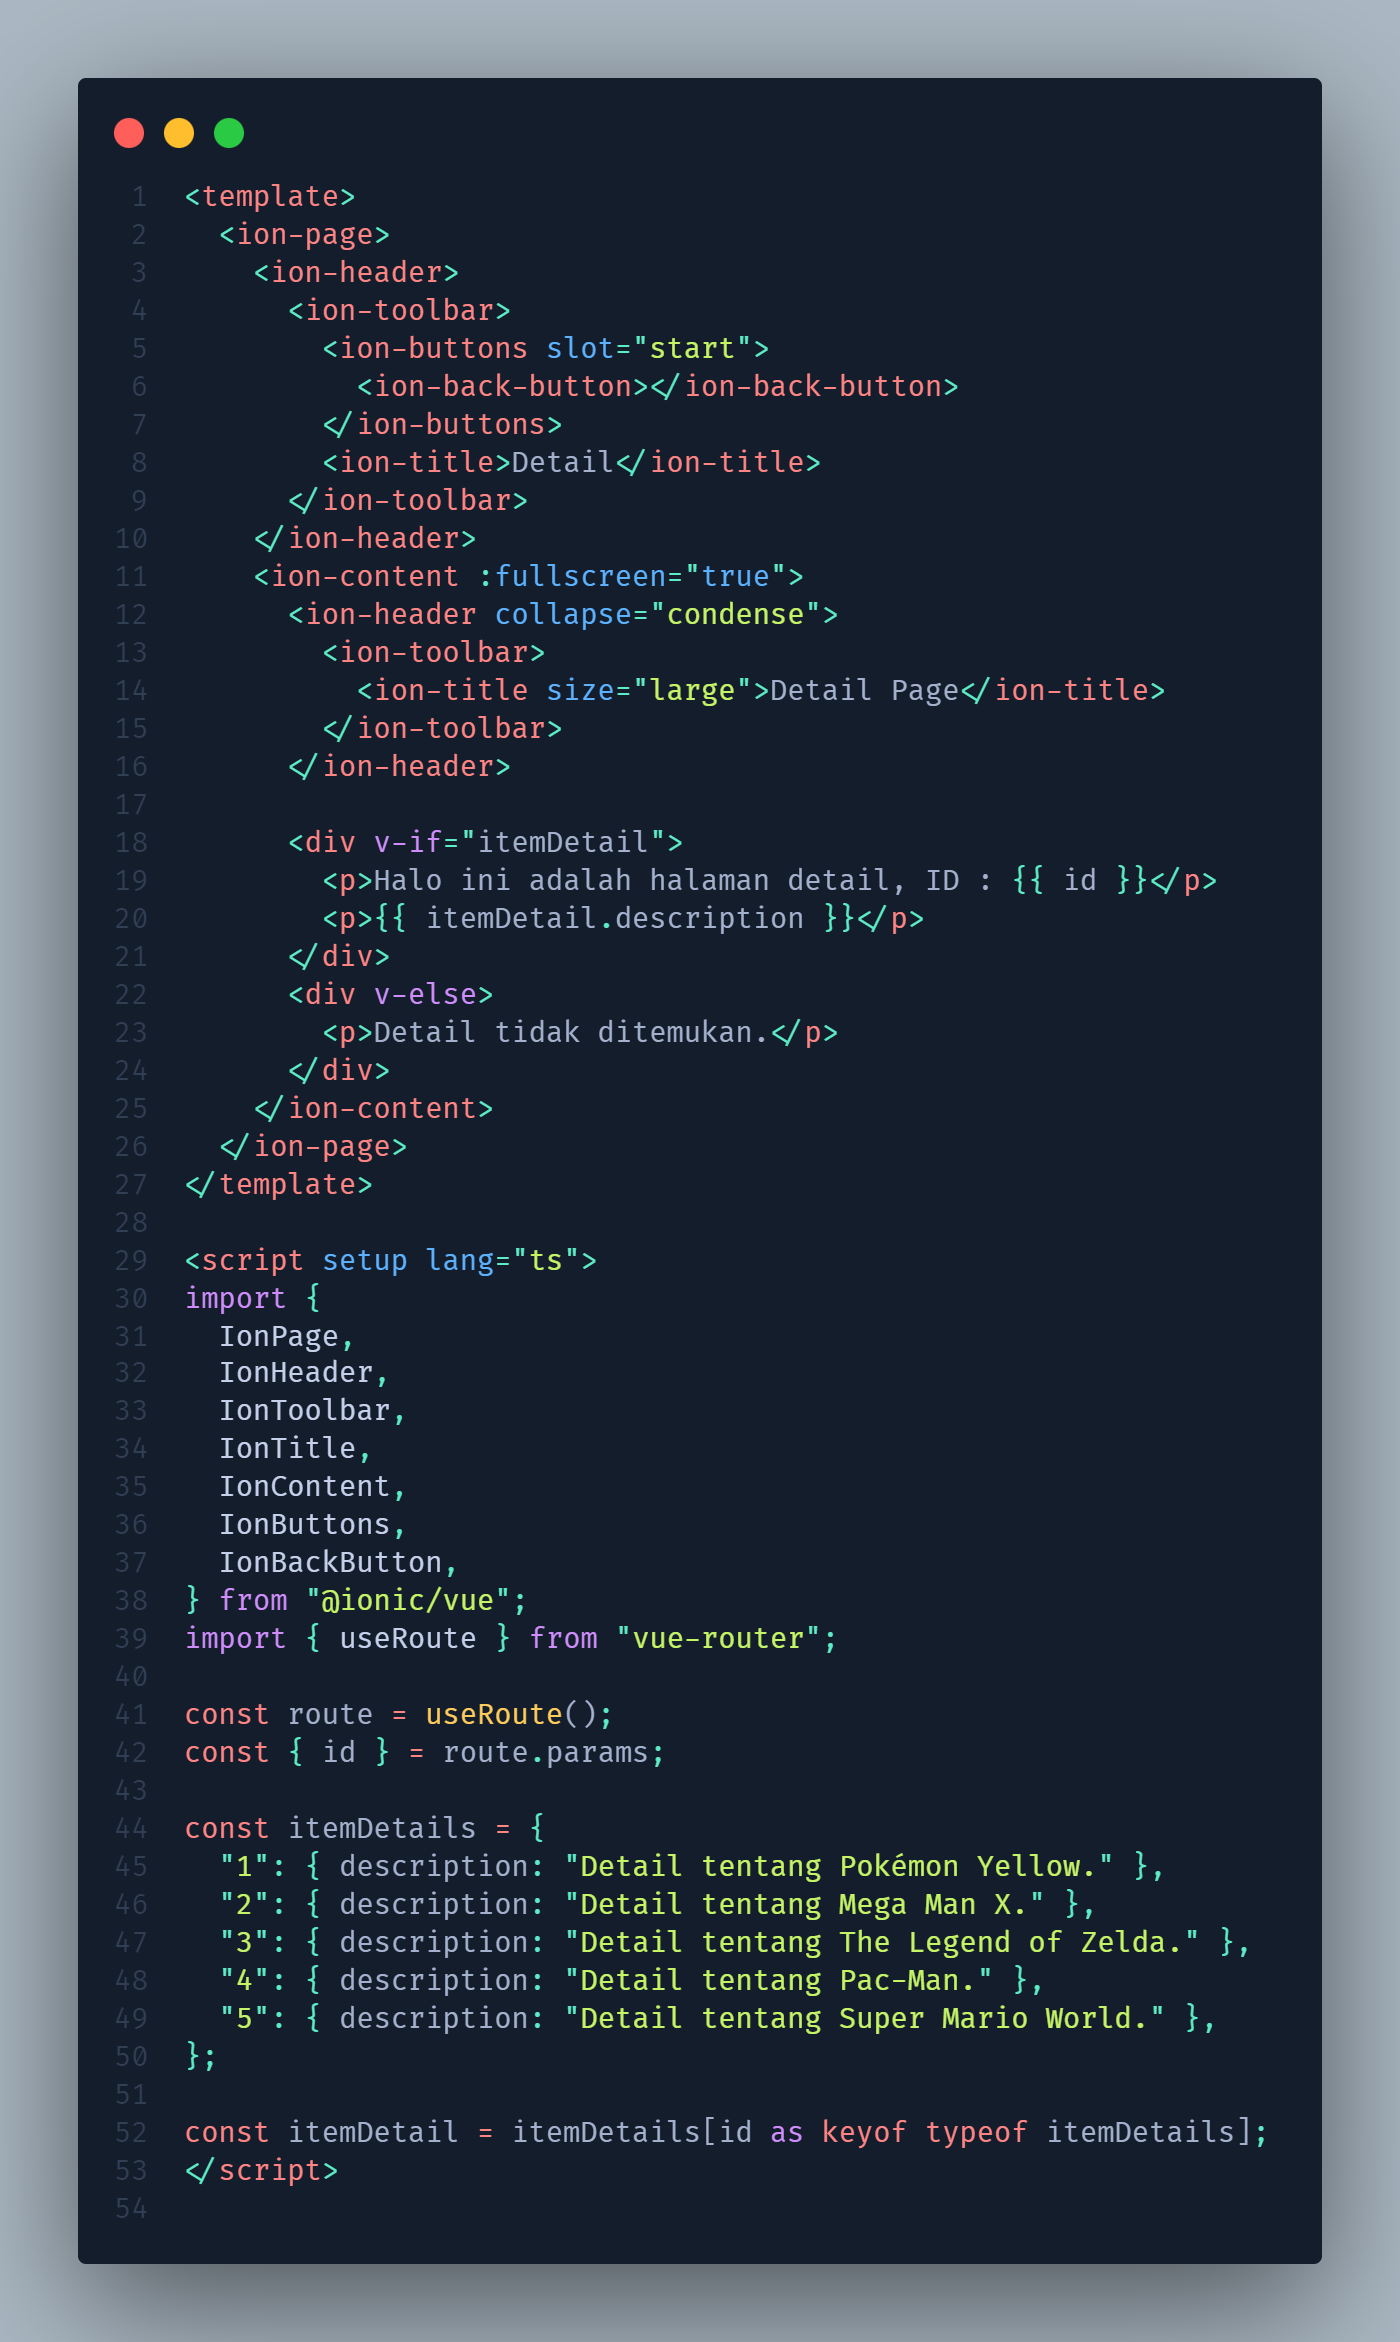 1 <template>
2   <ion-page>
3     <ion-header>
4       <ion-toolbar>
5         <ion-buttons slot="start">
6           <ion-back-button></ion-back-button>
7         </ion-buttons>
8         <ion-title>Detail</ion-title>
9       </ion-toolbar>
10     </ion-header>
11     <ion-content :fullscreen="true">
12       <ion-header collapse="condense">
13         <ion-toolbar>
14           <ion-title size="large">Detail Page</ion-title>
15         </ion-toolbar>
16       </ion-header>
17
18       <div v-if="itemDetail">
19         <p>Halo ini adalah halaman detail, ID : {{ id }}</p>
20         <p>{{ itemDetail.description }}</p>
21       </div>
22       <div v-else>
23         <p>Detail tidak ditemukan.</p>
24       </div>
25     </ion-content>
26   </ion-page>
27 </template>
28
29 <script setup lang="ts">
30 import {
31   IonPage,
32   IonHeader,
33   IonToolbar,
34   IonTitle,
35   IonContent,
36   IonButtons,
37   IonBackButton,
38 } from "@ionic/vue";
39 import { useRoute } from "vue-router";
40
41 const route = useRoute();
42 const { id } = route.params;
43
44 const itemDetails = {
45   "1": { description: "Detail tentang Pokémon Yellow." },
46   "2": { description: "Detail tentang Mega Man X." },
47   "3": { description: "Detail tentang The Legend of Zelda." },
48   "4": { description: "Detail tentang Pac-Man." },
49   "5": { description: "Detail tentang Super Mario World." },
50 };
51
52 const itemDetail = itemDetails[id as keyof typeof itemDetails];
53 </script>
54